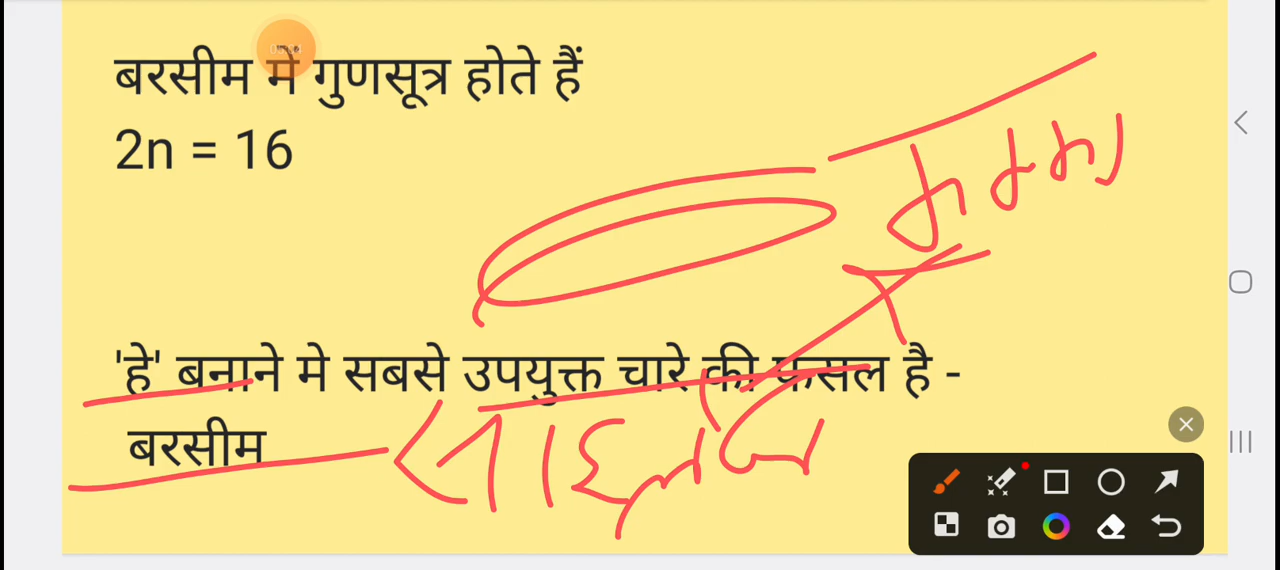 बरसीम में गुणसूत्र होते हैं
2n = 16
'हे' बनाने मे सबसे उपयुक्त चारे की फसल है -
बरसीम